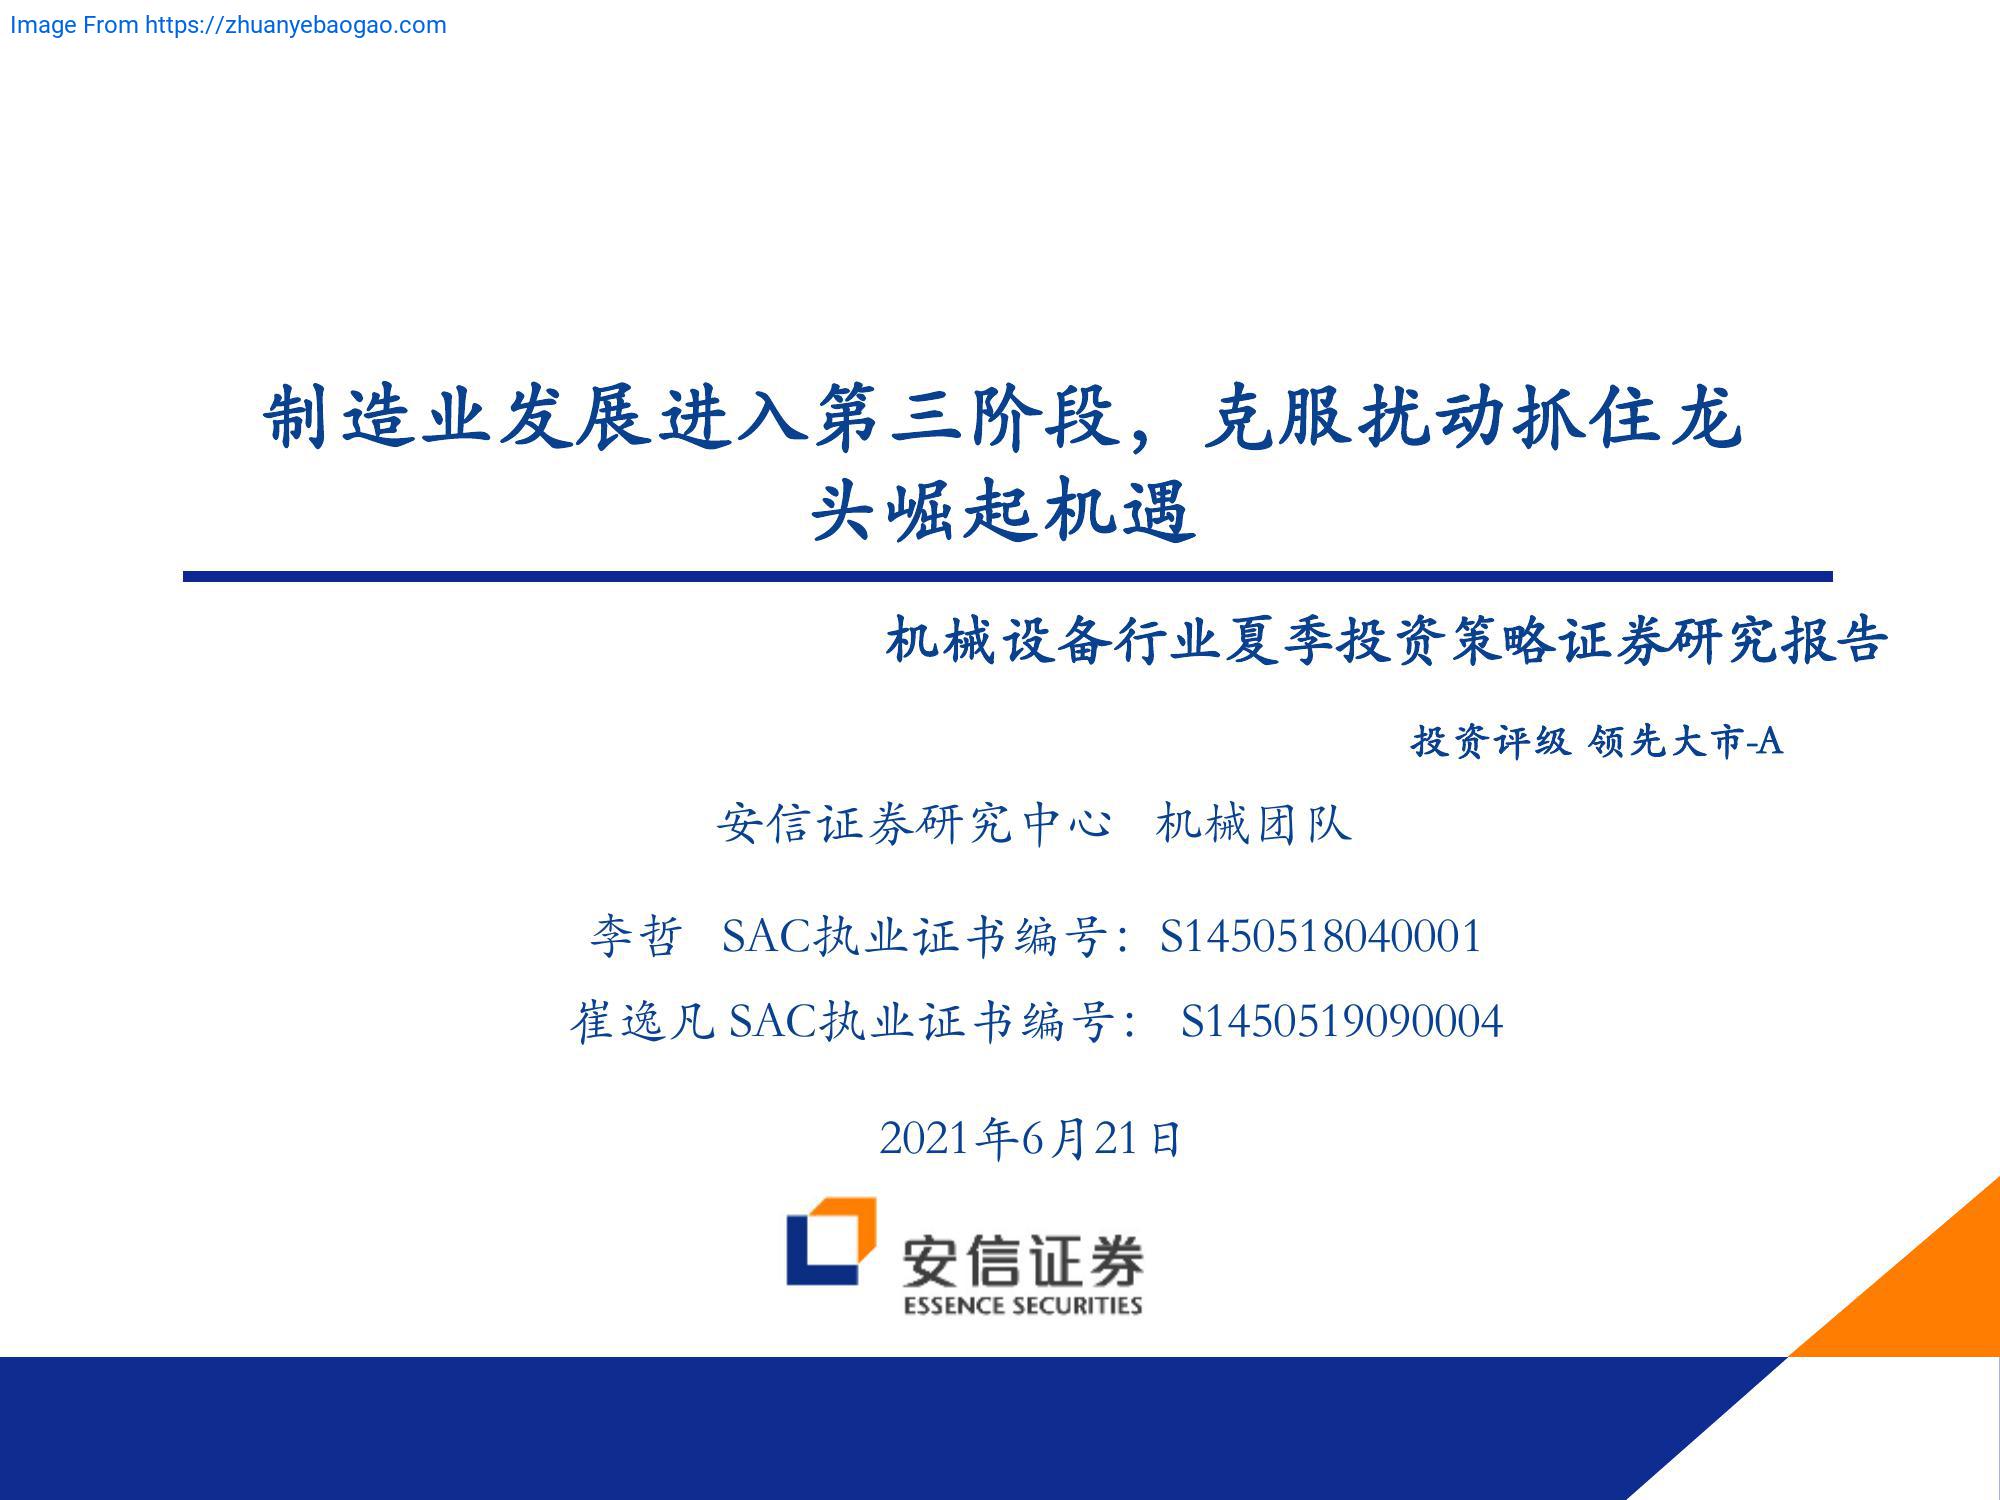 Image From https://zhuanyebaogao.com
制造业发展进入第三阶段，克服扰动抓住龙
头崛起机遇
机械设备行业夏季投资策略证券研究报告
投资评级 领先大市-A
安信证券研究中心 机械团队
李哲 SAC执业证书编号：S1450518040001
崔逸凡 SAC执业证书编号： S1450519090004
2021年6月21日
安信证券
ESSENCE SECURITIES